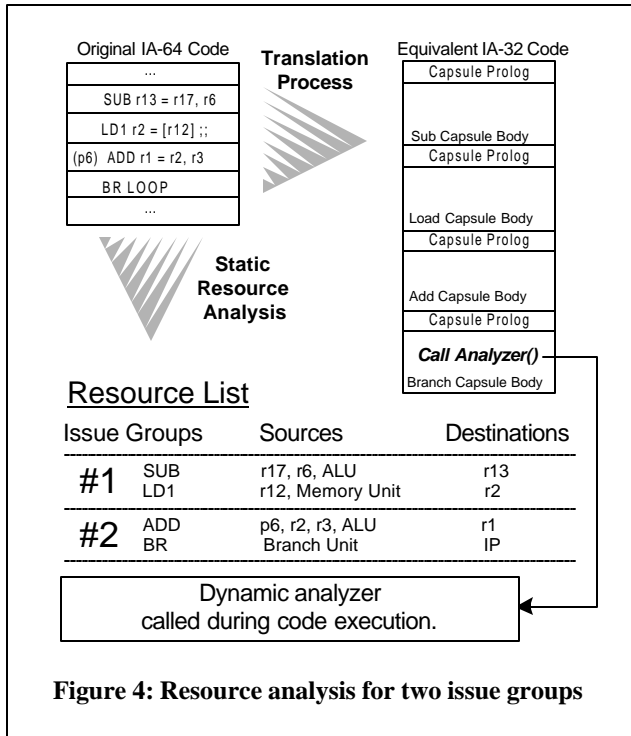 Original IA-64 Code
...
SUB r13 = r17, r6
LD1 r2 = [r12] ;;
(p6) ADD r1 = r2, r3
BR LOOP
...
Translation
Process
Equivalent IA-32 Code
Capsule Prolog
Sub Capsule Body
Capsule Prolog
Load Capsule Body
Capsule Prolog
Add Capsule Body
Capsule Prolog
Call Analyzer()
Branch Capsule Body
Static
Resource
Analysis
Resource List
Issue Groups Sources Destinations
#1 SUB r17, r6, ALU r13
LD1 r12, Memory Unit r2
#2 ADD p6, r2, r3, ALU r1
BR Branch Unit IP
Dynamic analyzer
called during code execution.
Figure 4: Resource analysis for two issue groups